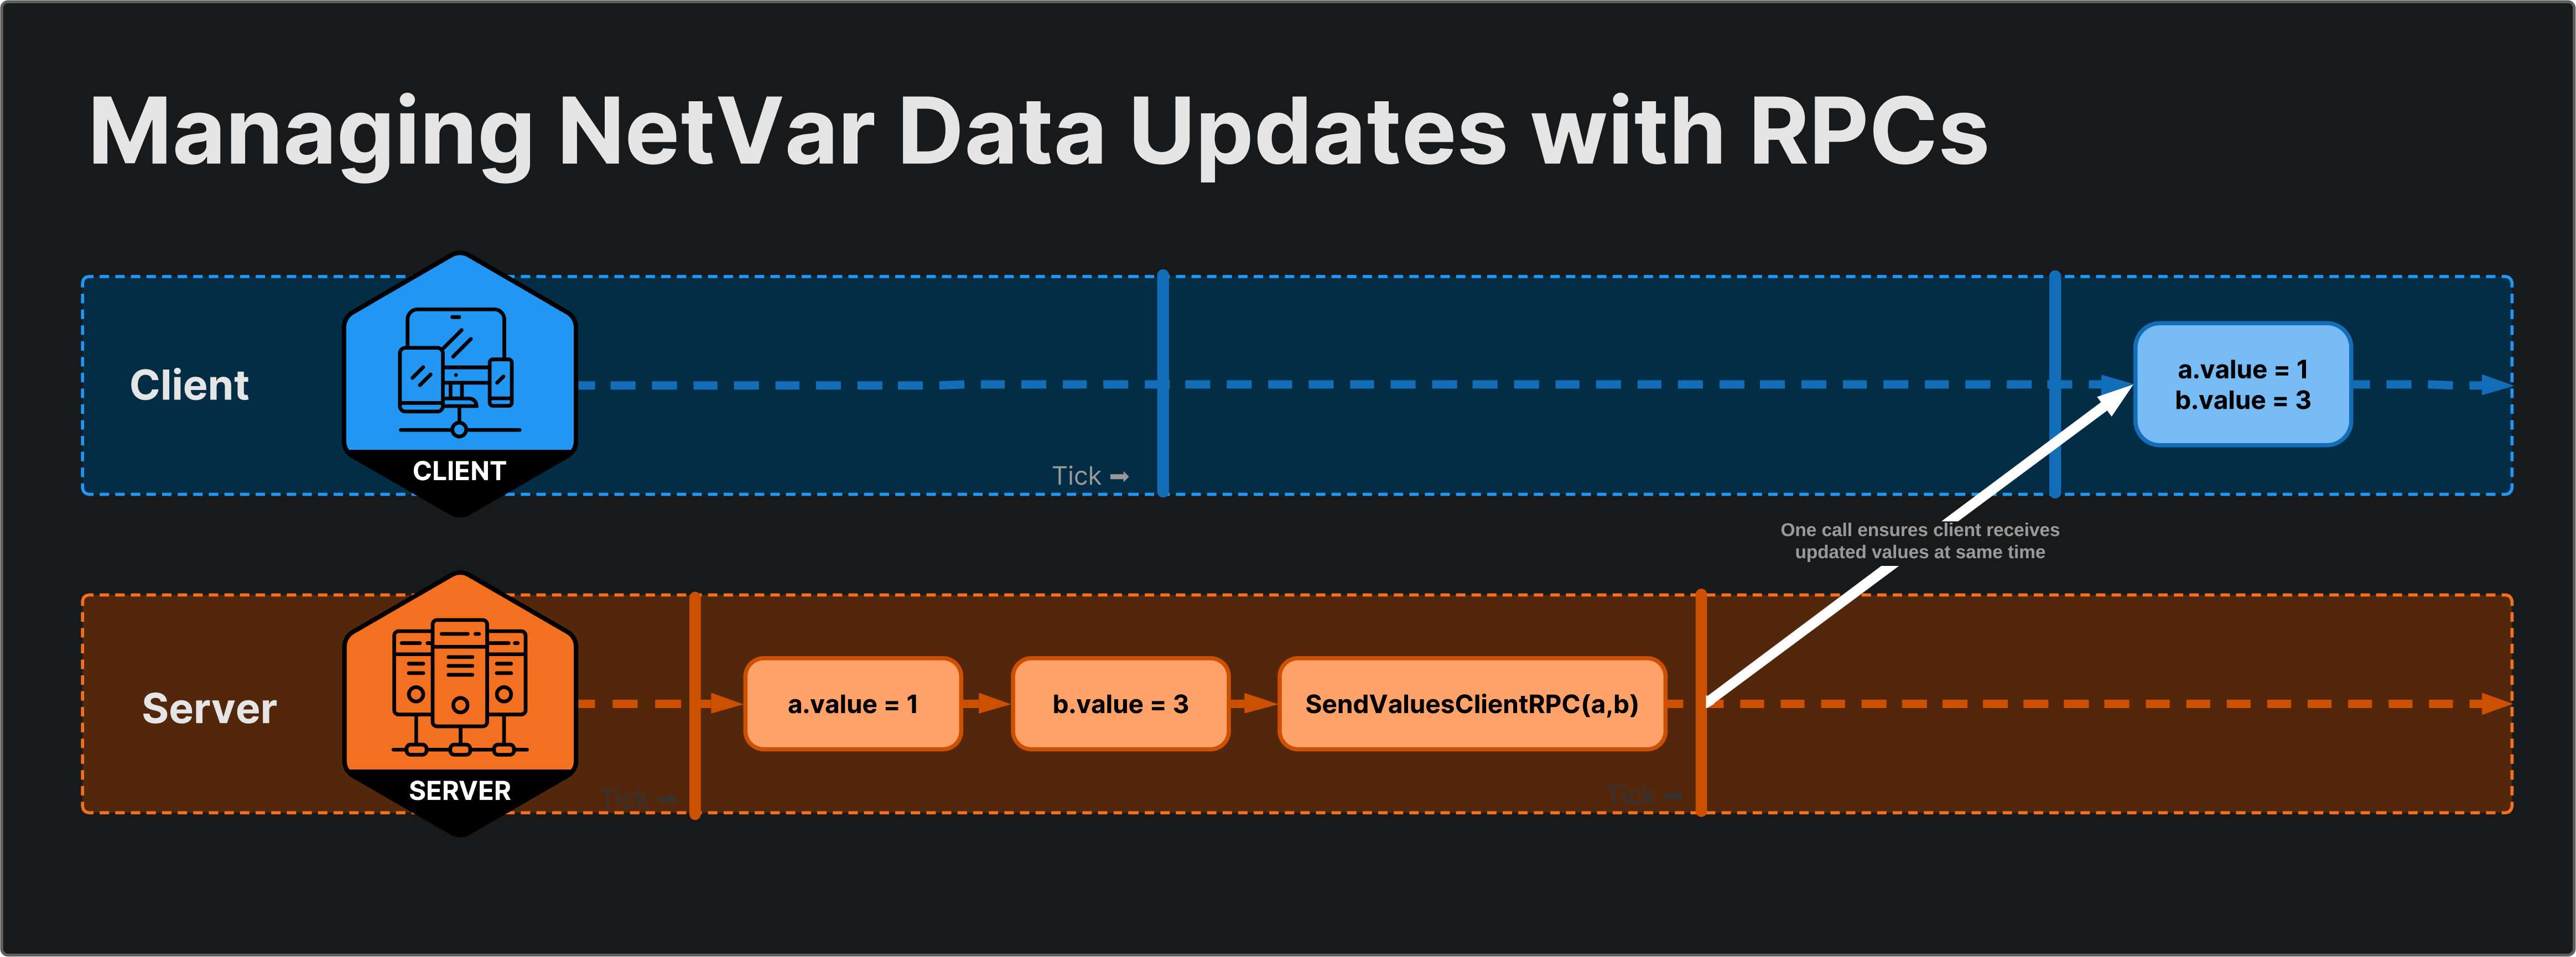 Managing NetVar Data Updates with RPCs
Client
CLIENT
a.value = 1
b.value = 3
Tick ➡
One call ensures client receives
updated values at same time
Server
SERVER
a.value = 1
b.value = 3
SendValuesClientRPC(a,b)
Tick ➡
Tick ➡